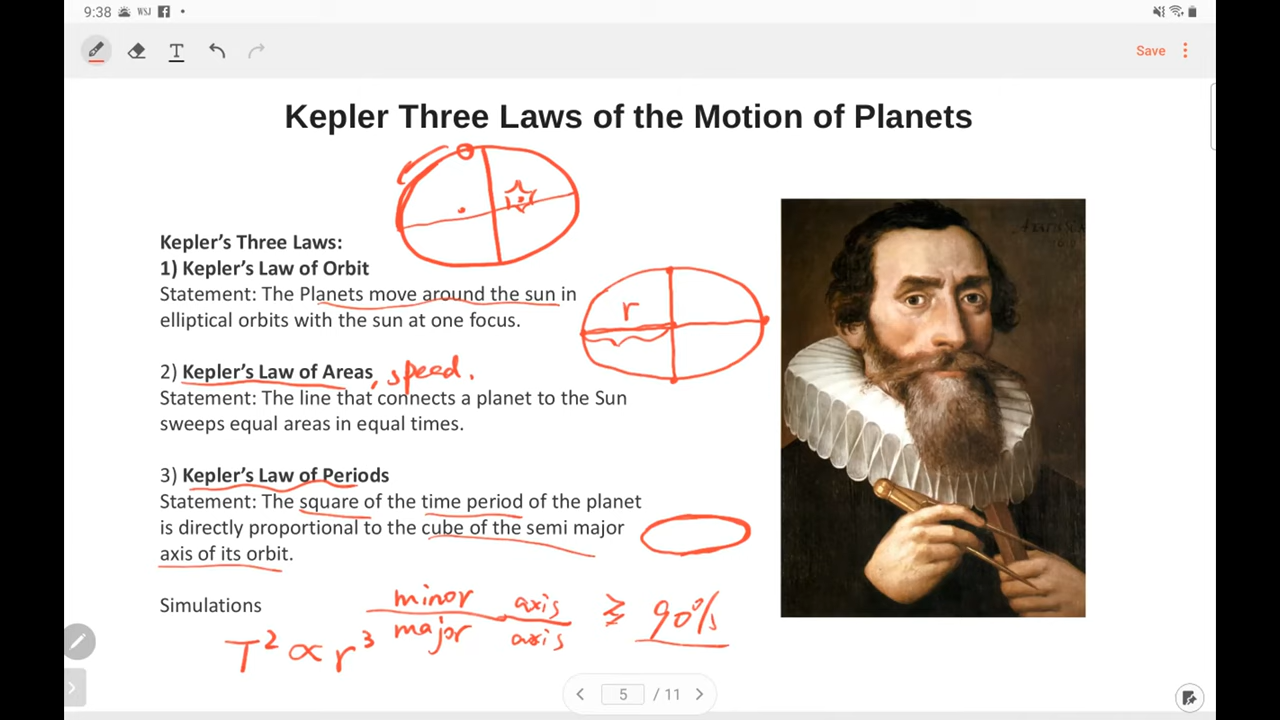 9:38 WSJ
Save
Kepler Three Laws of the Motion of Planets
Kepler's Three Laws:
1) Kepler's Law of Orbit
Statement: The Planets move around the sun in
elliptical orbits with the sun at one focus.
r
2) Kepler's Law of Areas, speed.
Statement: The line that connects a planet to the Sun
sweeps equal areas in equal times.
3) Kepler's Law of Periods
Statement: The square of the time period of the planet
is directly proportional to the cube of the semi major
axis of its orbit.
Simulations
minor axis
major axis
≥ 90%
T² ∝ r³
5 / 11